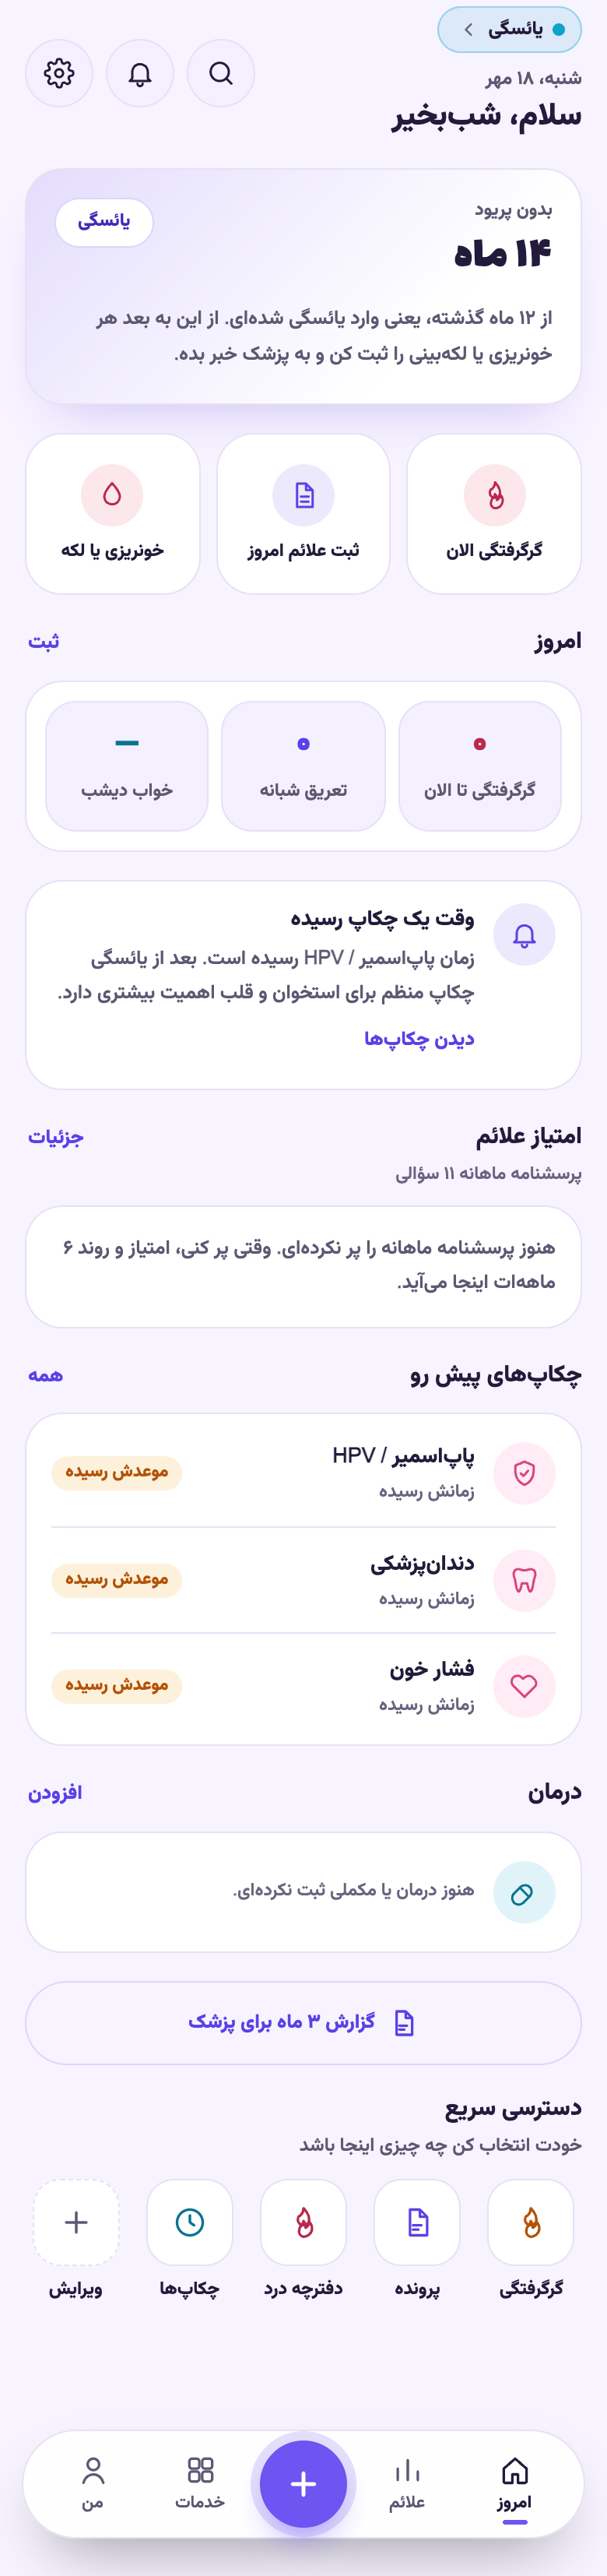 یائسگی
شنبه، ۱۸ مهر
سلام، شب‌بخیر
بدون پریود
یائسگی
۱۴ ماه
از ۱۲ ماه گذشته، یعنی وارد یائسگی شده‌ای. از این به بعد هر
خونریزی یا لکه‌بینی را ثبت کن و به پزشک خبر بده.
گرگرفتگی الان
ثبت علائم امروز
خونریزی یا لکه
امروز
ثبت
۰
۰
—
گرگرفتگی تا الان
تعریق شبانه
خواب دیشب
وقت یک چکاپ رسیده
زمان پاپ‌اسمیر / HPV رسیده است. بعد از یائسگی
چکاپ منظم برای استخوان و قلب اهمیت بیشتری دارد.
دیدن چکاپ‌ها
امتیاز علائم
جزئیات
پرسشنامه ماهانه ۱۱ سؤالی
هنوز پرسشنامه ماهانه را پر نکرده‌ای. وقتی پر کنی، امتیاز و روند ۶
ماهه‌ات اینجا می‌آید.
چکاپ‌های پیش رو
همه
پاپ‌اسمیر / HPV
زمانش رسیده
موعدش رسیده
دندان‌پزشکی
زمانش رسیده
موعدش رسیده
فشار خون
زمانش رسیده
موعدش رسیده
درمان
افزودن
هنوز درمان یا مکملی ثبت نکرده‌ای.
گزارش ۳ ماه برای پزشک
دسترسی سریع
خودت انتخاب کن چه چیزی اینجا باشد
گرگرفتگی
پرونده
دفترچه درد
چکاپ‌ها
ویرایش
امروز
علائم
خدمات
من